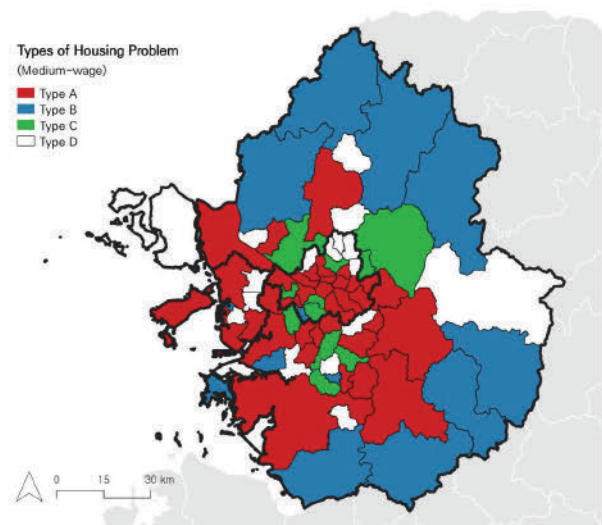 Types of Housing Problem
(Medium-wage)
Type A
Type B
Type C
Type D
0 15 30 km